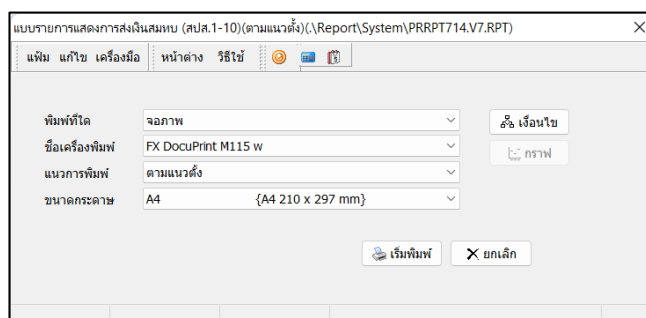 แบบรายการแสดงการส่งเงินสมทบ (สปส.1-10)(ตามแนวตั้ง)(.\Report\System\PRRPT714.V7.RPT)
แฟ้ม แก้ไข เครื่องมือ หน้าต่าง วิธีใช้
พิมพ์ที่ใด จอภาพ เงื่อนไข
ชื่อเครื่องพิมพ์ FX DocuPrint M115 w กราฟ
แนวการพิมพ์ ตามแนวตั้ง
ขนาดกระดาษ A4 {A4 210 x 297 mm}
เริ่มพิมพ์ ยกเลิก